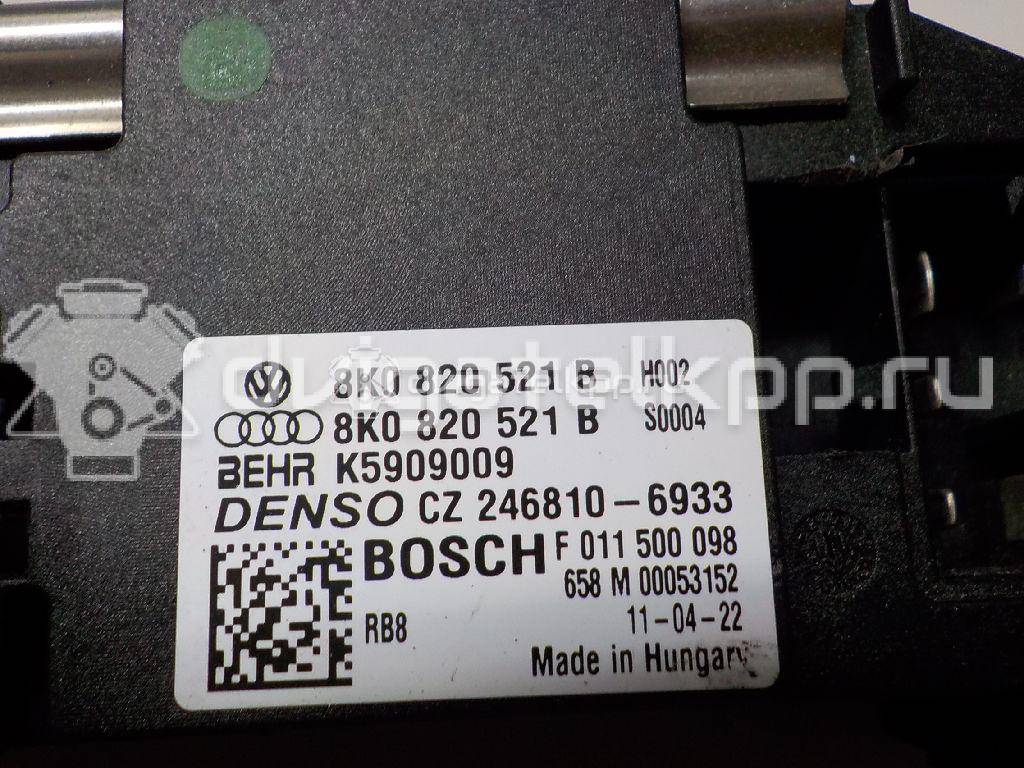 8K0 820 521 B H002
8K0 820 521 B S0004
BEHR K5909009
DENSO CZ 246810-6933
BOSCH F 011 500 098
658 M 00053152
RB8 11-04-22
Made in Hungary
dvigatelkpp.ru